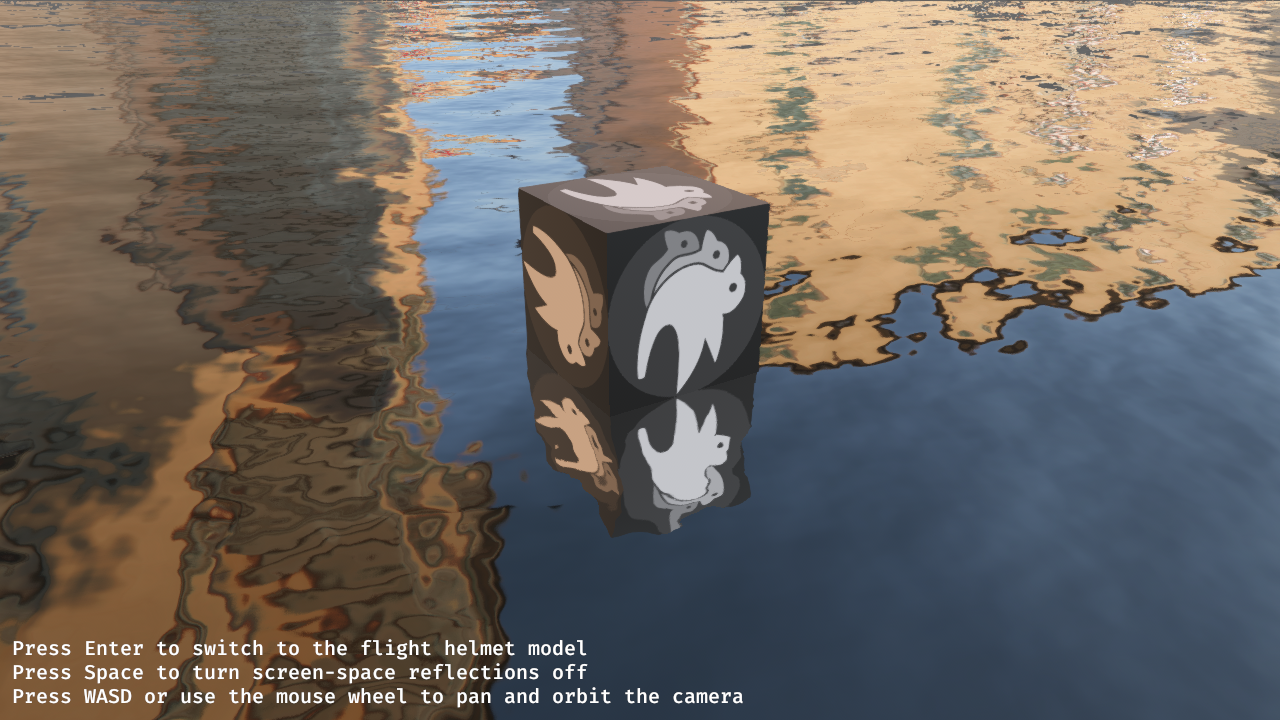 Press Enter to switch to the flight helmet model
Press Space to turn screen-space reflections off
Press WASD or use the mouse wheel to pan and orbit the camera